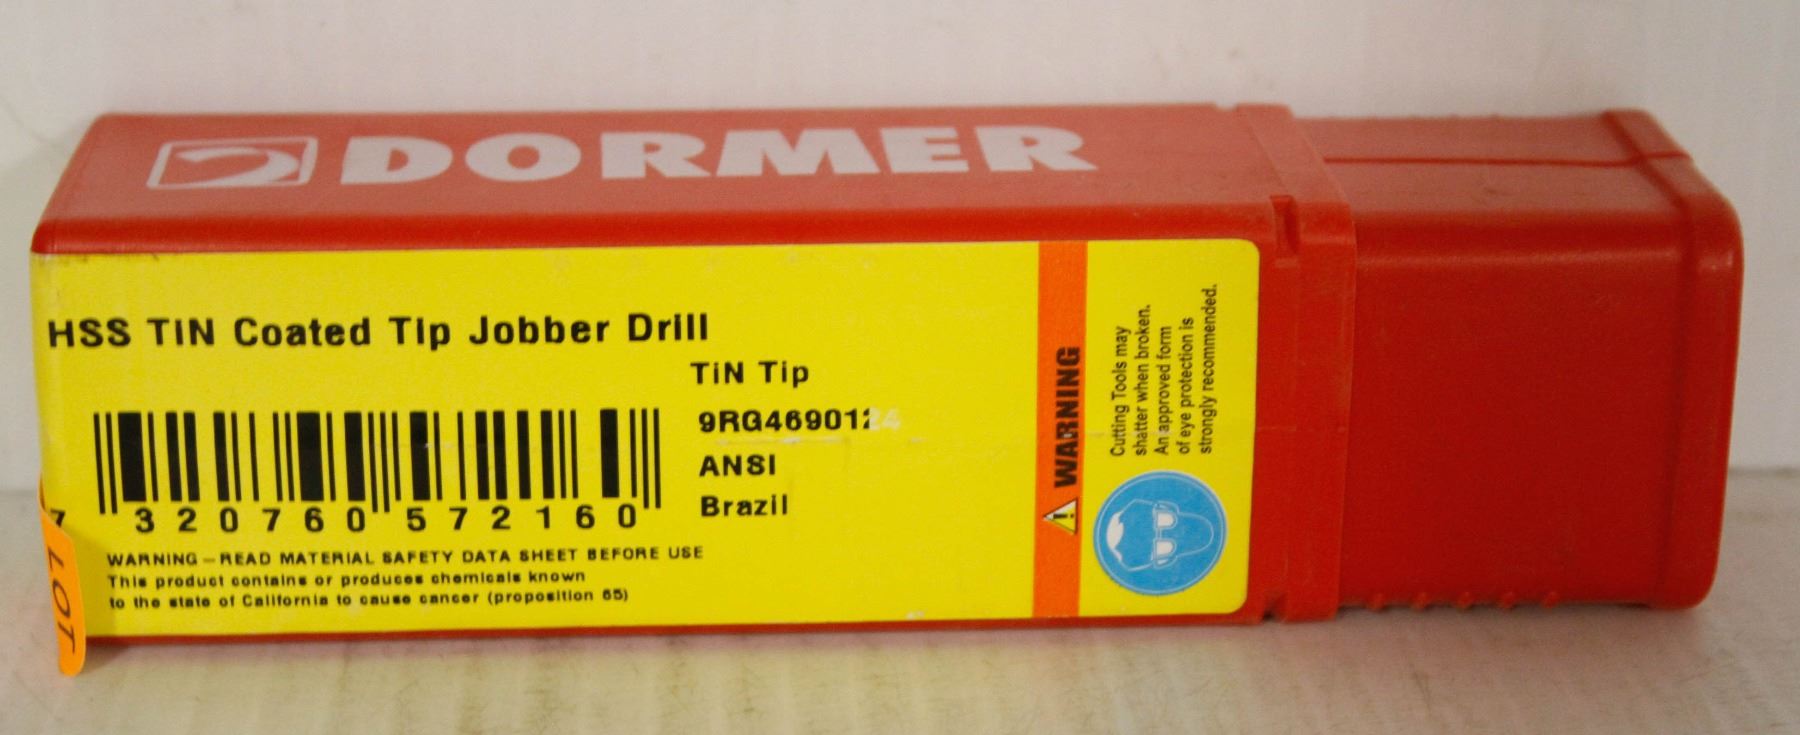 DORMER
HSS TiN Coated Tip Jobber Drill
TiN Tip
9RG4690124
ANSI
Brazil
7 320760 572160
WARNING – READ MATERIAL SAFETY DATA SHEET BEFORE USE
This product contains or produces chemicals known
to the state of California to cause cancer (proposition 65)
WARNING
Cutting Tools may
shatter when broken.
An approved form
of eye protection is
strongly recommended.
LOT